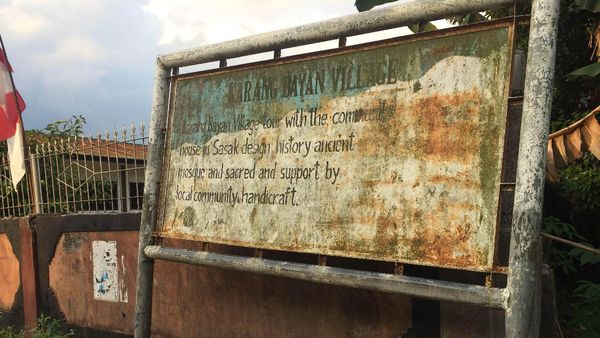 KARANG BAYAN VILLAGE
Karang Bayan Village tour with the community
house in Sasak design, history ancient
mosque and sacred and support by
local community, handicraft.